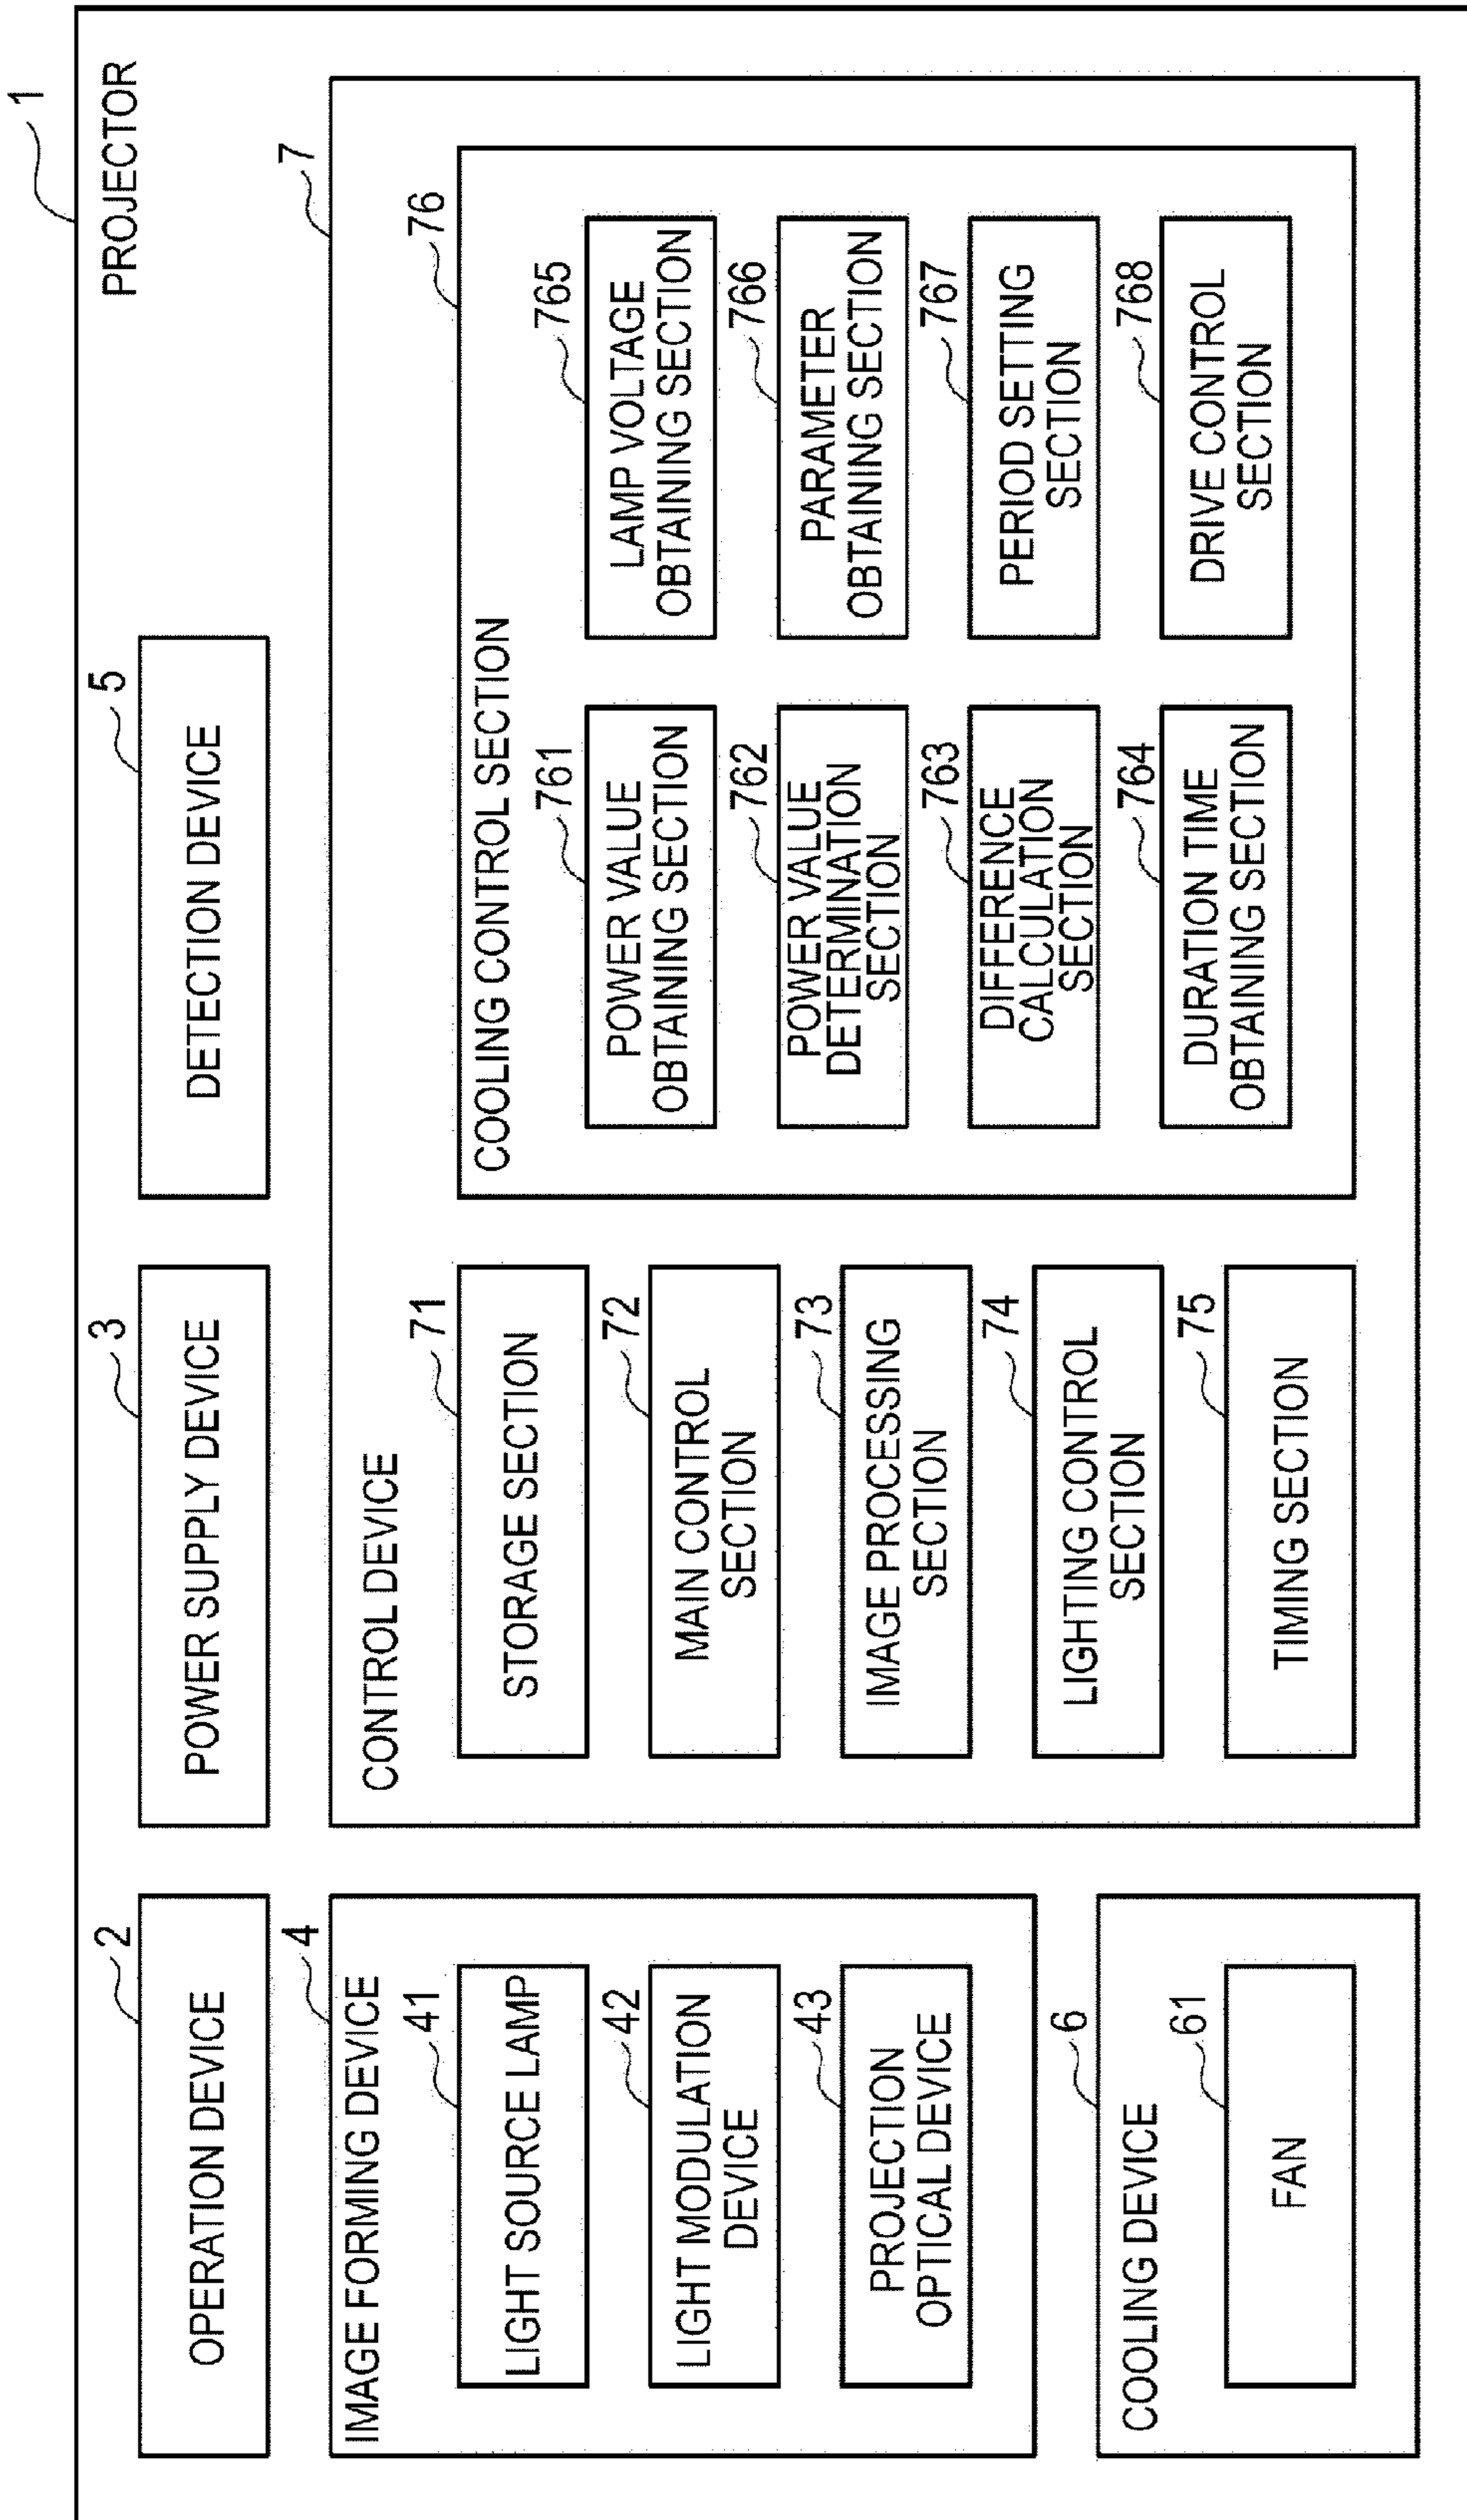 1
PROJECTOR
2
OPERATION DEVICE
3
POWER SUPPLY DEVICE
5
DETECTION DEVICE
4
IMAGE FORMING DEVICE
41
LIGHT SOURCE LAMP
42
LIGHT MODULATION
DEVICE
43
PROJECTION
OPTICAL DEVICE
6
COOLING DEVICE
61
FAN
7
CONTROL DEVICE
71
STORAGE SECTION
72
MAIN CONTROL
SECTION
73
IMAGE PROCESSING
SECTION
74
LIGHTING CONTROL
SECTION
75
TIMING SECTION
76
COOLING CONTROL SECTION
761
POWER VALUE
OBTAINING SECTION
762
POWER VALUE
DETERMINATION
SECTION
763
DIFFERENCE
CALCULATION
SECTION
764
DURATION TIME
OBTAINING SECTION
765
LAMP VOLTAGE
OBTAINING SECTION
766
PARAMETER
OBTAINING SECTION
767
PERIOD SETTING
SECTION
768
DRIVE CONTROL
SECTION